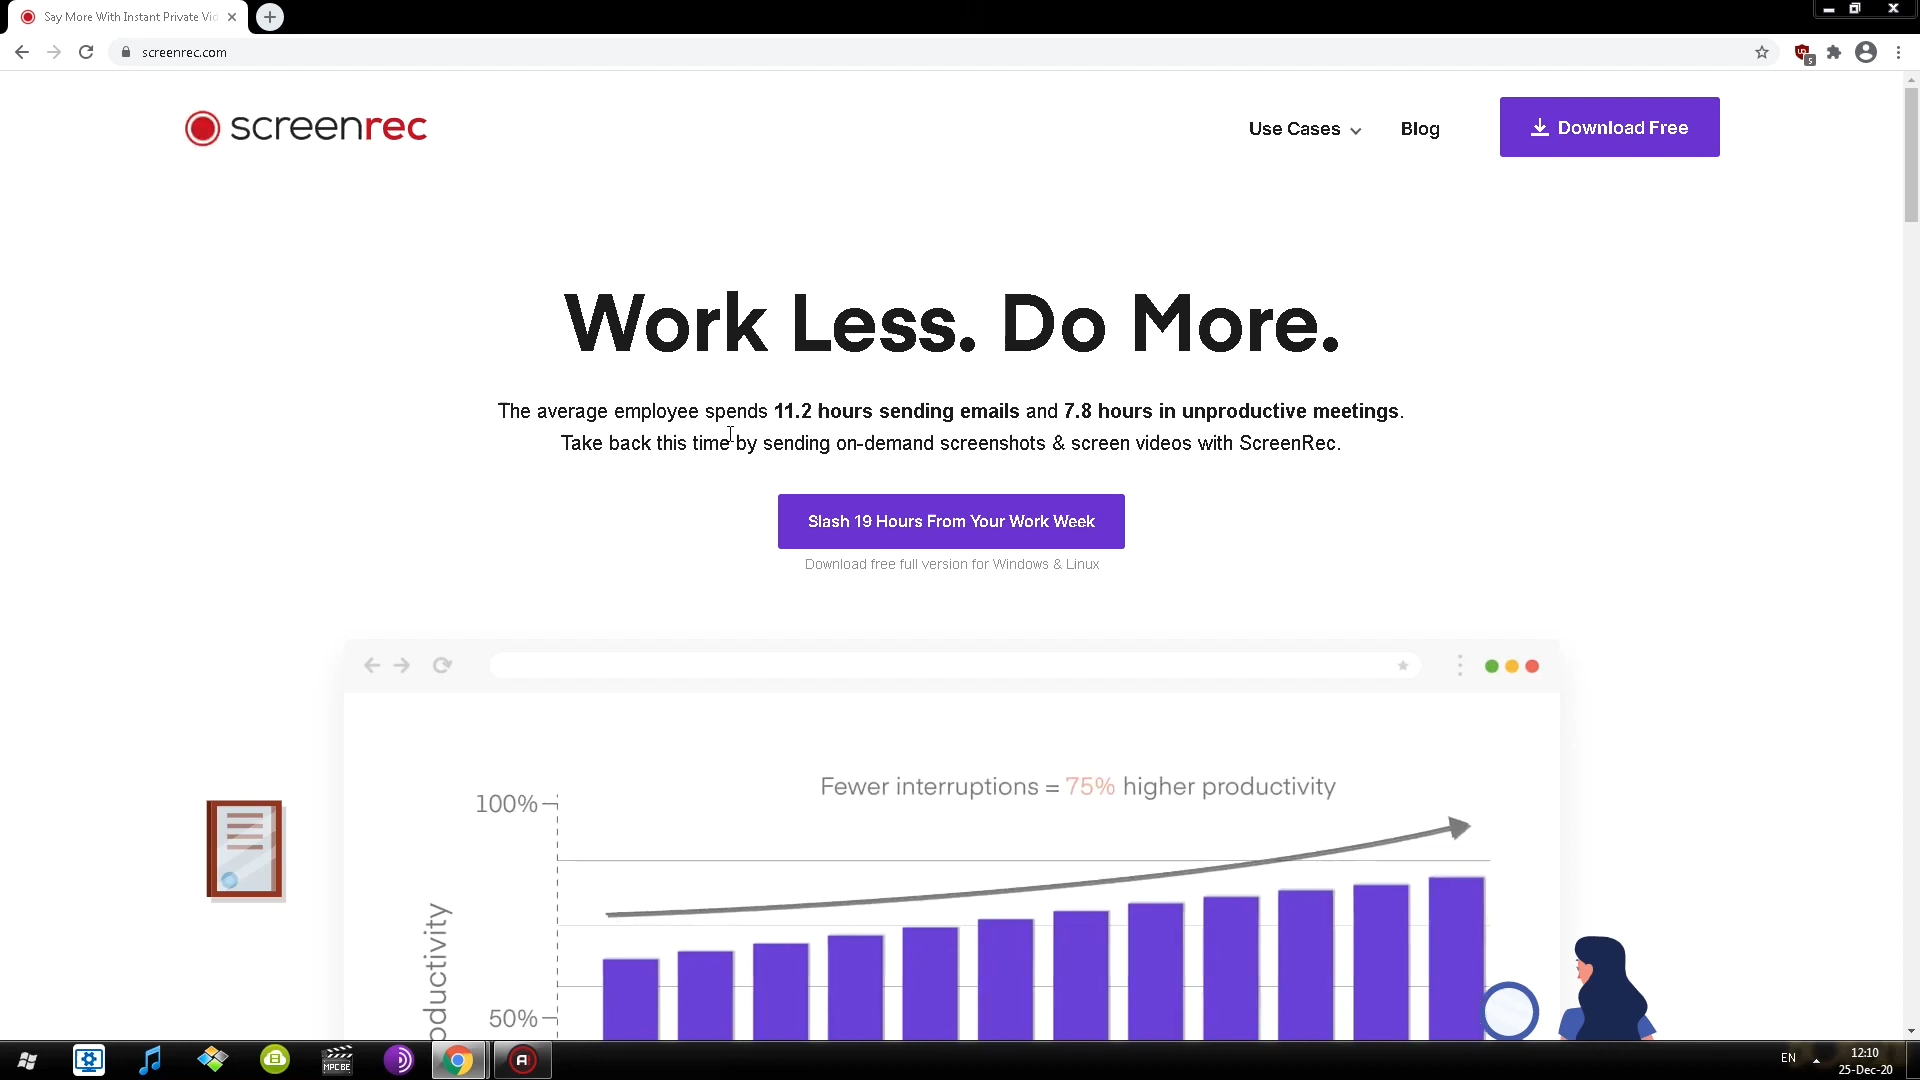 Say More With Instant Private Vid
screenrec.com
screenrec
Use Cases
Blog
Download Free
Work Less. Do More.
The average employee spends 11.2 hours sending emails and 7.8 hours in unproductive meetings.
Take back this time by sending on-demand screenshots & screen videos with ScreenRec.
Slash 19 Hours From Your Work Week
Download free full version for Windows & Linux
Fewer interruptions = 75% higher productivity
100%
oductivity
50%
MPCBE
EN
12:10
25-Dec-20